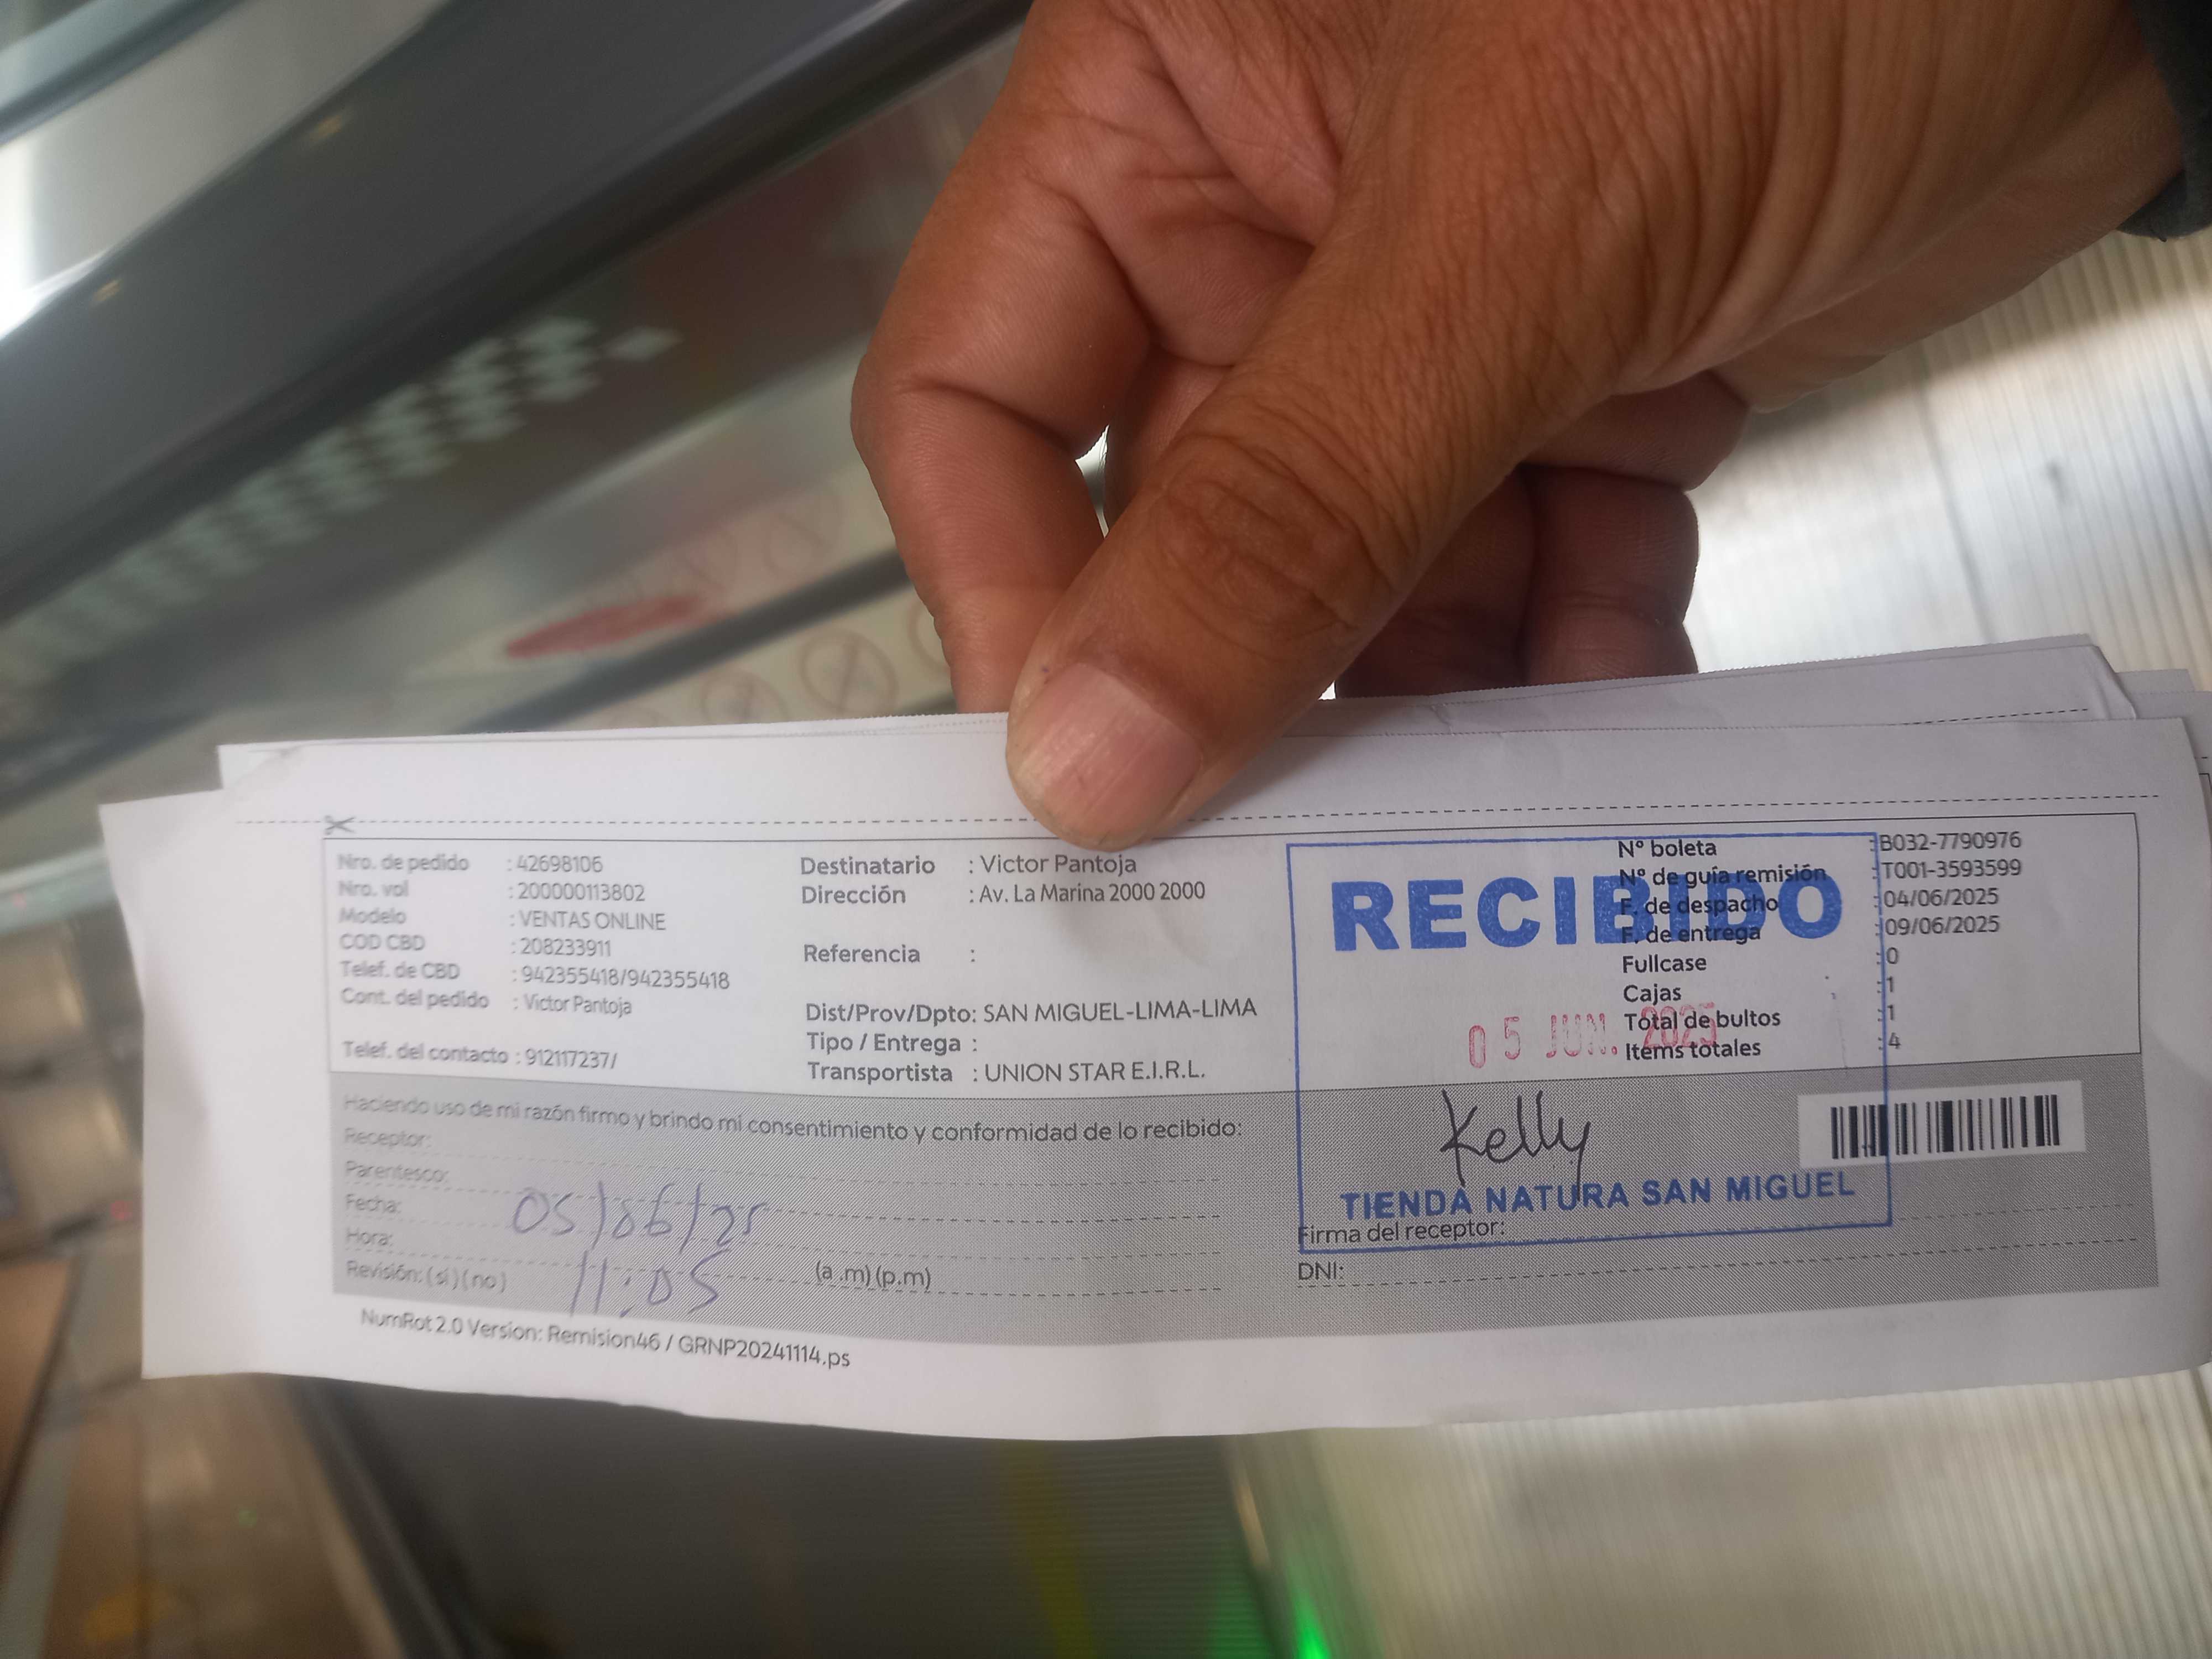 Nro. de pedido : 42698106
Nro. vol : 200000113802
Modelo : VENTAS ONLINE
COD CBD : 208233911
Telef. de CBD : 942355418/942355418
Cont. del pedido : Victor Pantoja
Telef. del contacto : 912117237/
Destinatario : Victor Pantoja
Dirección : Av. La Marina 2000 2000
Referencia :
Dist/Prov/Dpto: SAN MIGUEL-LIMA-LIMA
Tipo / Entrega :
Transportista : UNION STAR E.I.R.L.
N° boleta : B032-7790976
N° de guía remisión : T001-3593599
F. de despacho : 04/06/2025
F. de entrega : 09/06/2025
Fullcase : 0
Cajas : 1
Total de bultos : 1
Items totales : 4
RECIBIDO
05 JUN. 2025
Kelly
TIENDA NATURA SAN MIGUEL
Haciendo uso de mi razón firmo y brindo mi consentimiento y conformidad de lo recibido:
Receptor:
Parentesco:
Fecha: 05/06/25
Hora: 11:05 (a .m) (p.m)
Revisión: (si) (no)
Firma del receptor:
DNI:
NumRot 2.0 Version: Remision46 / GRNP20241114.ps